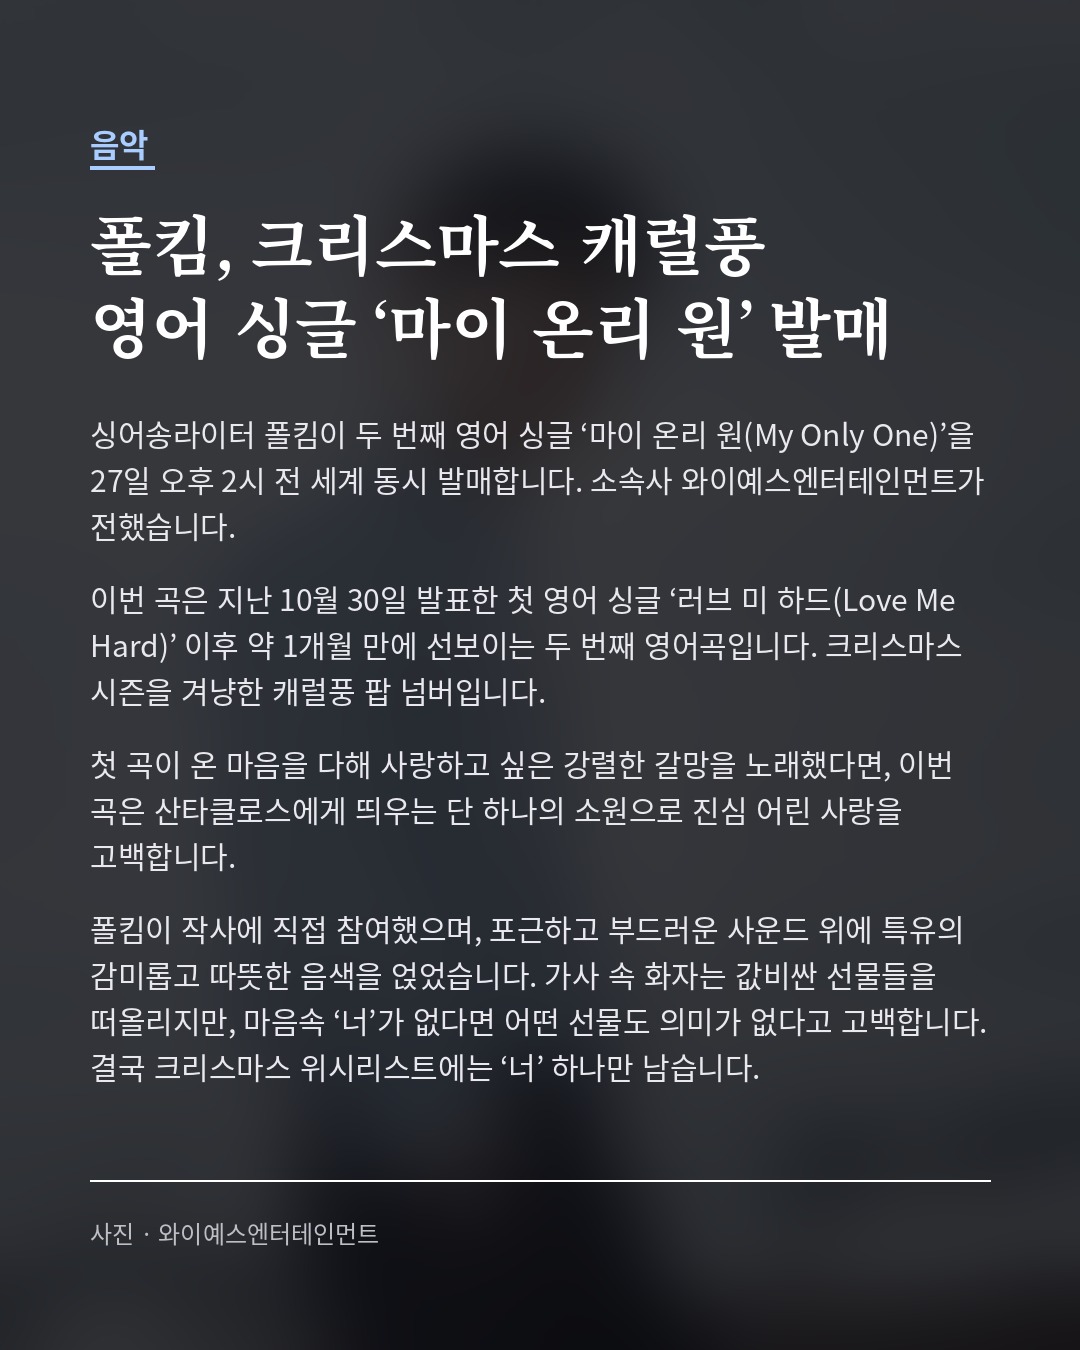 음악
폴킴, 크리스마스 캐럴풍
영어 싱글 ‘마이 온리 원’ 발매
싱어송라이터 폴킴이 두 번째 영어 싱글 ‘마이 온리 원(My Only One)’을
27일 오후 2시 전 세계 동시 발매합니다. 소속사 와이예스엔터테인먼트가
전했습니다.
이번 곡은 지난 10월 30일 발표한 첫 영어 싱글 ‘러브 미 하드(Love Me
Hard)’ 이후 약 1개월 만에 선보이는 두 번째 영어곡입니다. 크리스마스
시즌을 겨냥한 캐럴풍 팝 넘버입니다.
첫 곡이 온 마음을 다해 사랑하고 싶은 강렬한 갈망을 노래했다면, 이번
곡은 산타클로스에게 띄우는 단 하나의 소원으로 진심 어린 사랑을
고백합니다.
폴킴이 작사에 직접 참여했으며, 포근하고 부드러운 사운드 위에 특유의
감미롭고 따뜻한 음색을 얹었습니다. 가사 속 화자는 값비싼 선물들을
떠올리지만, 마음속 ‘너’가 없다면 어떤 선물도 의미가 없다고 고백합니다.
결국 크리스마스 위시리스트에는 ‘너’ 하나만 남습니다.
사진 · 와이예스엔터테인먼트